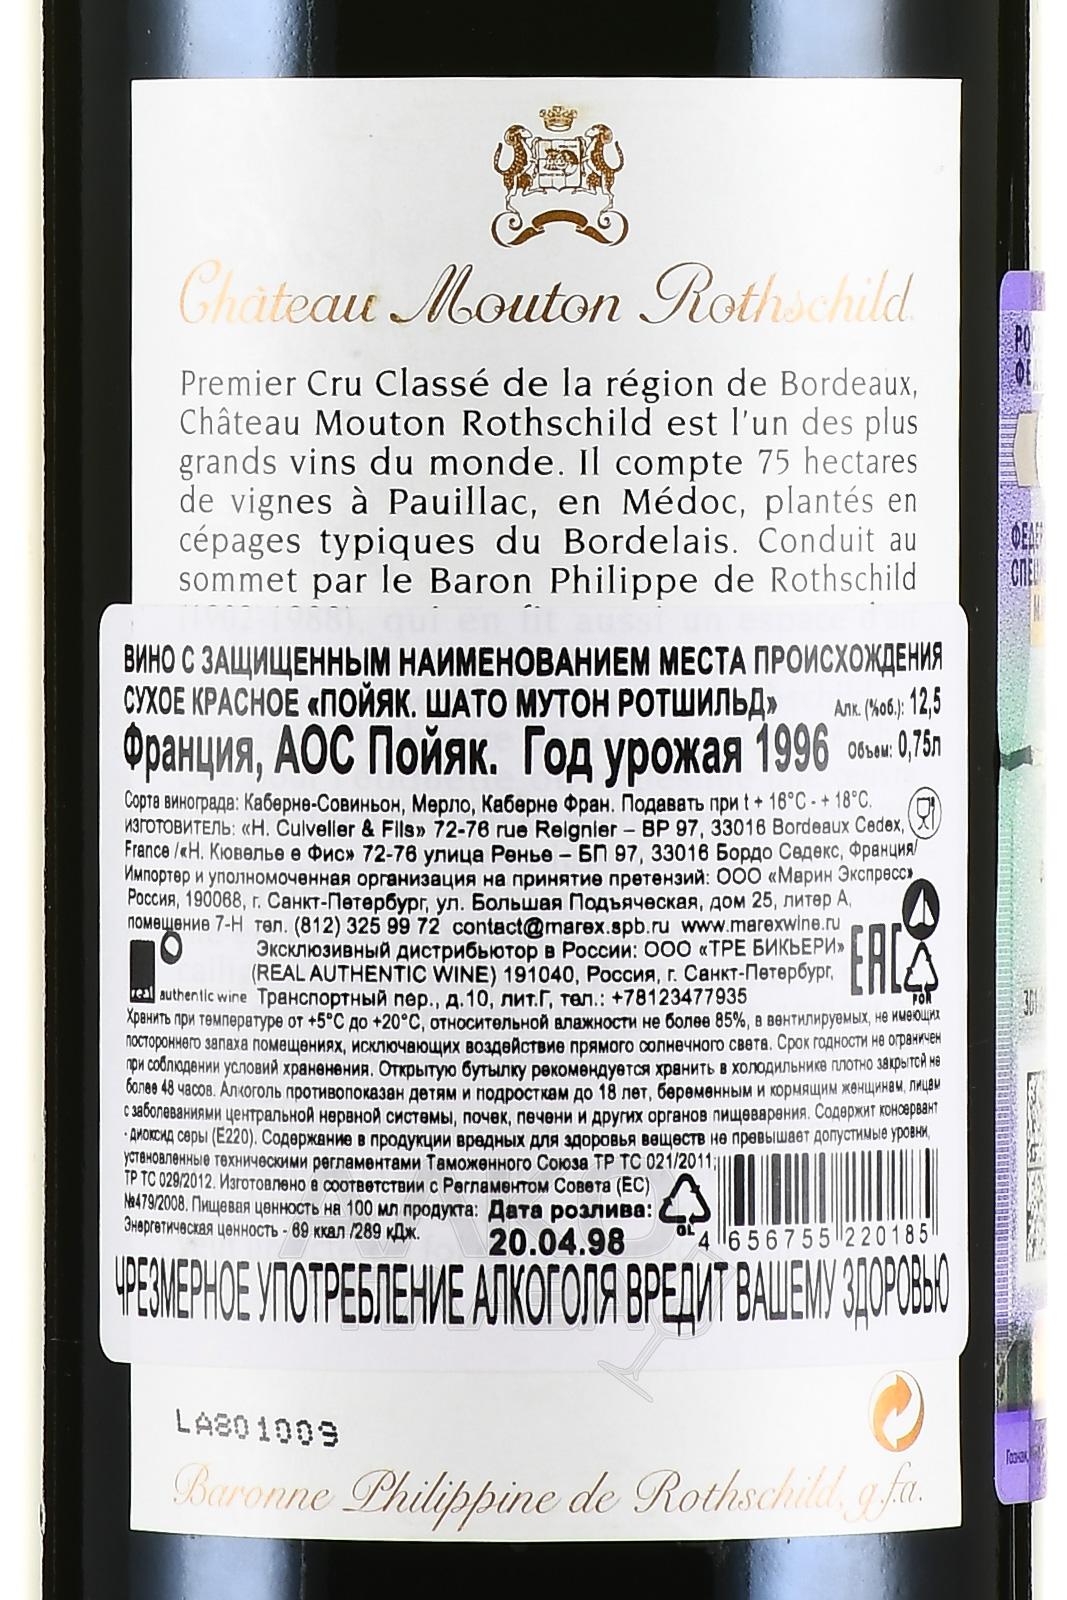 Château Mouton Rothschild
Premier Cru Classé de la région de Bordeaux,
Château Mouton Rothschild est l'un des plus
grands vins du monde. Il compte 75 hectares
de vignes à Pauillac, en Médoc, plantés en
cépages typiques du Bordelais. Conduit au
sommet par le Baron Philippe de Rothschild
ВИНО С ЗАЩИЩЕННЫМ НАИМЕНОВАНИЕМ МЕСТА ПРОИСХОЖДЕНИЯ
СУХОЕ КРАСНОЕ «ПОЙЯК. ШАТО МУТОН РОТШИЛЬД» Алк. (%об.): 12,5
Франция, АОС Пойяк. Год урожая 1996 Объем: 0,75л
Сорта винограда: Каберне-Совиньон, Мерло, Каберне Фран. Подавать при t + 16°C - + 18°C.
ИЗГОТОВИТЕЛЬ: «H. Cuvelier & Fils» 72-76 rue Reignier – BP 97, 33016 Bordeaux Cedex,
France /«Н. Кювелье е Фис» 72-76 улица Ренье – БП 97, 33016 Бордо Седекс, Франция/
Импортер и уполномоченная организация на принятие претензий: ООО «Марин Экспресс»
Россия, 190068, г. Санкт-Петербург, ул. Большая Подъяческая, дом 25, литер А,
помещение 7-Н тел. (812) 325 99 72 contact@marex.spb.ru www.marexwine.ru
Эксклюзивный дистрибьютор в России: ООО «ТРЕ БИКЬЕРИ»
(REAL AUTHENTIC WINE) 191040, Россия, г. Санкт-Петербург,
real authentic wine Транспортный пер., д.10, лит.Г, тел.: +78123477935
EAC
FOR
Хранить при температуре от +5°C до +20°C, относительной влажности не более 85%, в вентилируемых, не имеющих
постороннего запаха помещениях, исключающих воздействие прямого солнечного света. Срок годности не ограничен
при соблюдении условий хранения. Открытую бутылку рекомендуется хранить в холодильнике плотно закрытой не
более 48 часов. Алкоголь противопоказан детям и подросткам до 18 лет, беременным и кормящим женщинам, лицам
с заболеваниями центральной нервной системы, почек, печени и других органов пищеварения. Содержит консервант
- диоксид серы (Е220). Содержание в продукции вредных для здоровья веществ не превышает допустимые уровни,
установленные техническими регламентами Таможенного Союза ТР ТС 021/2011,
ТР ТС 029/2012. Изготовлено в соответствии с Регламентом Совета (ЕС)
№479/2008. Пищевая ценность на 100 мл продукта: Дата розлива:
Энергетическая ценность - 69 ккал /289 кДж. 20.04.98
GL
4 656755 220185
ЧРЕЗМЕРНОЕ УПОТРЕБЛЕНИЕ АЛКОГОЛЯ ВРЕДИТ ВАШЕМУ ЗДОРОВЬЮ
LA801009
Baronne Philippine de Rothschild, g.f.a.